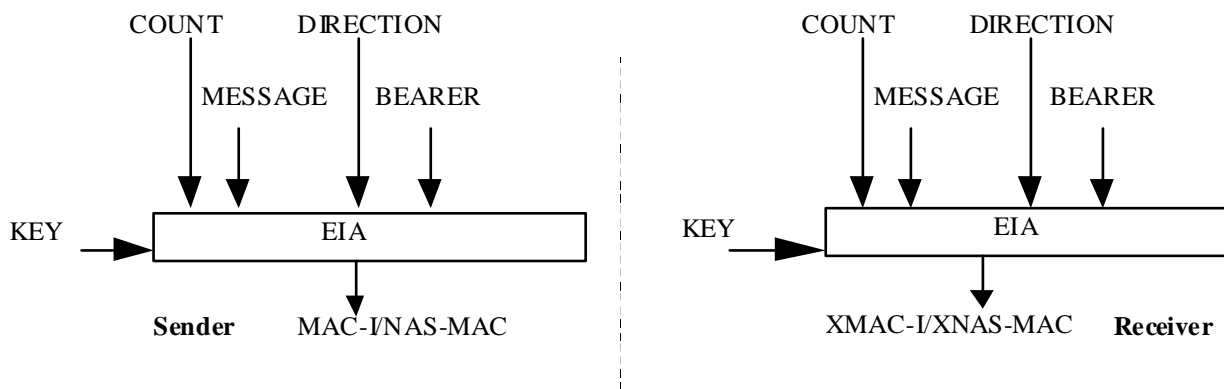 COUNT DIRECTION COUNT DIRECTION
MESSAGE BEARER MESSAGE BEARER
KEY EIA KEY EIA
Sender MAC-I/NAS-MAC XMAC-I/XNAS-MAC Receiver